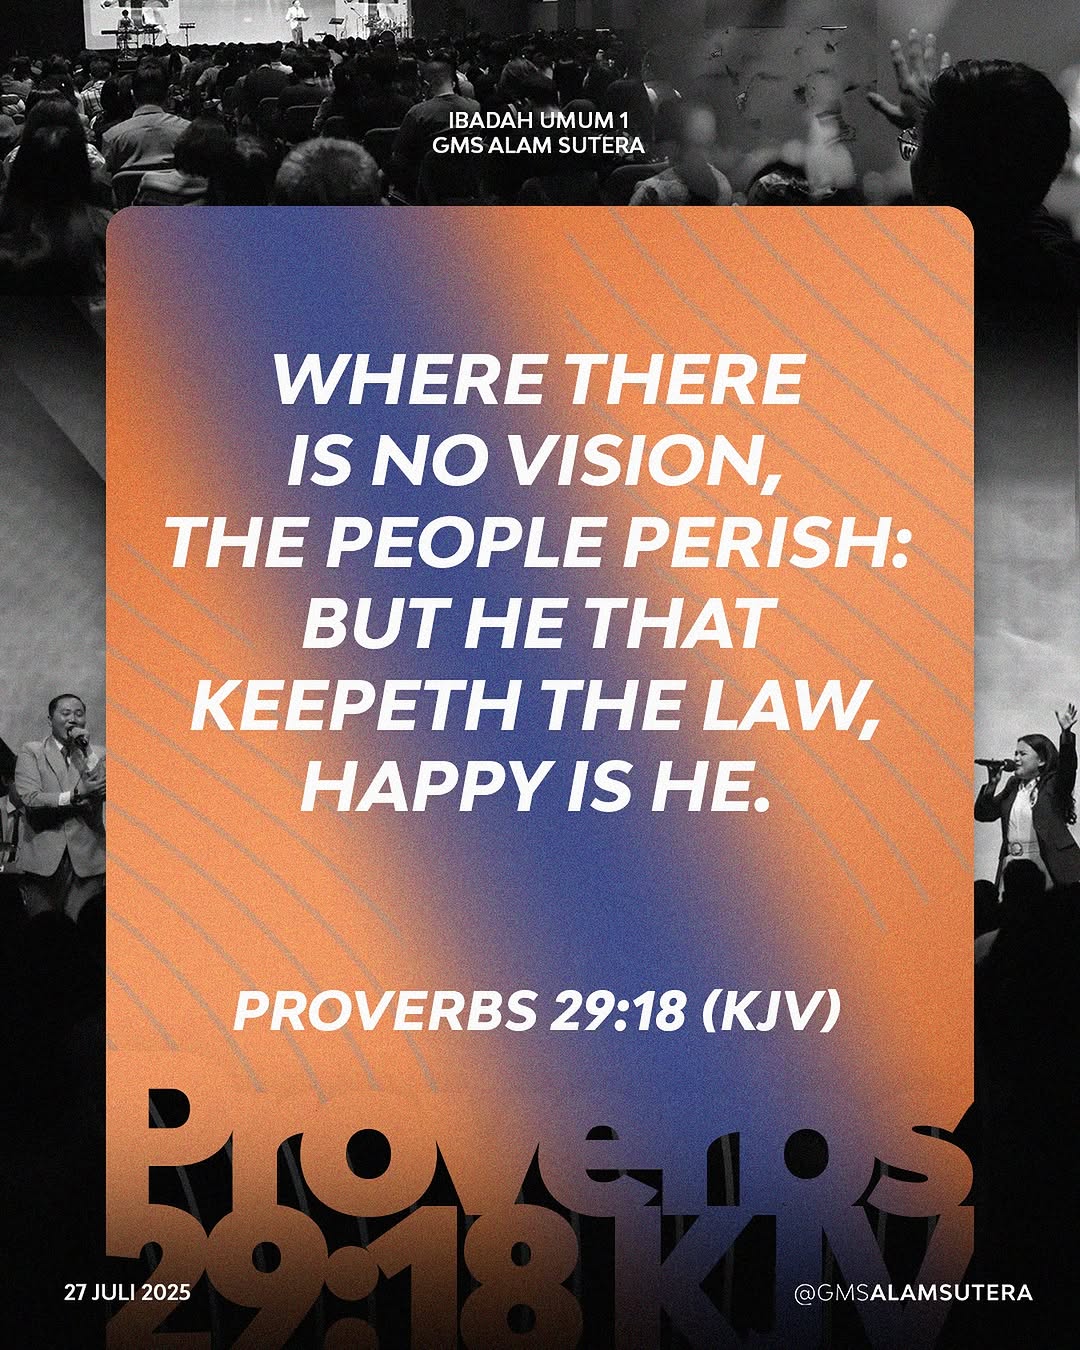 IBADAH UMUM 1
GMS ALAM SUTERA
WHERE THERE
IS NO VISION,
THE PEOPLE PERISH:
BUT HE THAT
KEEPETH THE LAW,
HAPPY IS HE.
PROVERBS 29:18 (KJV)
Proverbs
29:18 KJV
27 JULI 2025
@GMSALAMSUTERA